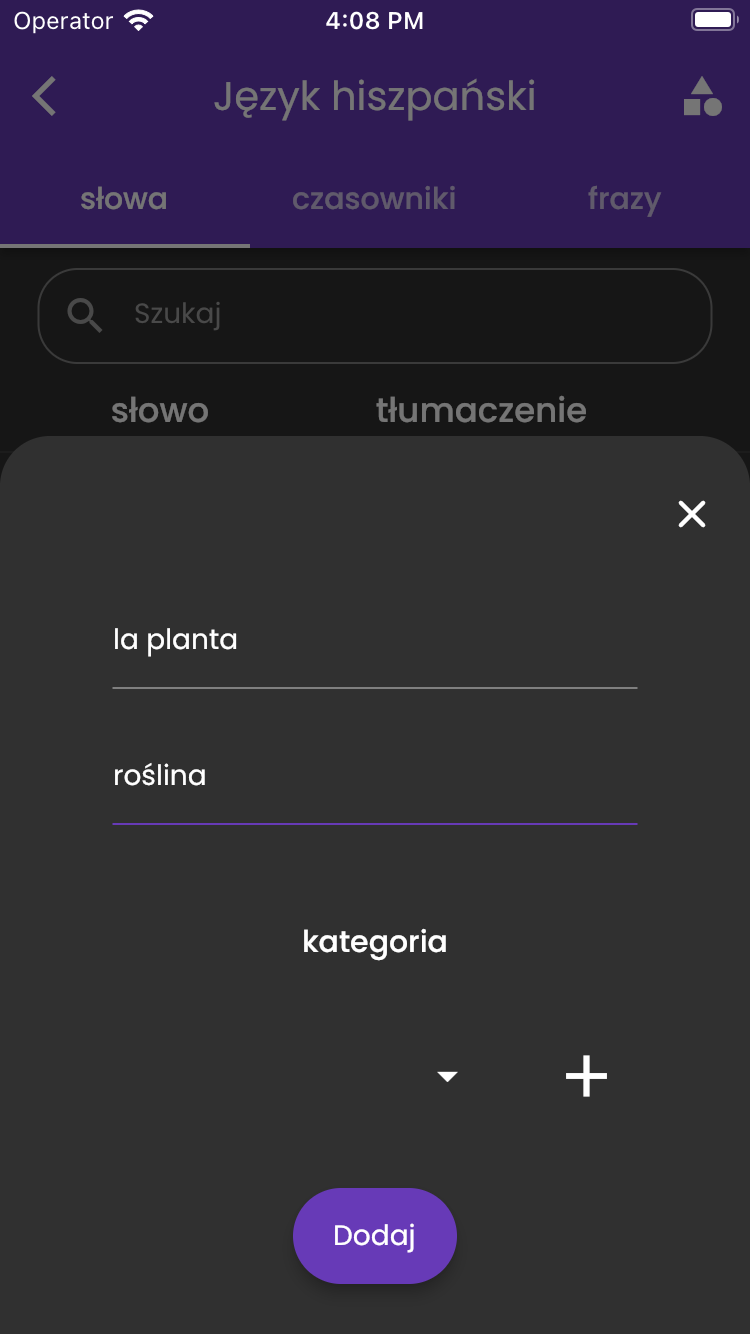 Operator 4:08 PM
Język hiszpański
słowa czasowniki frazy
Szukaj
słowo tłumaczenie
la planta
roślina
kategoria
Dodaj